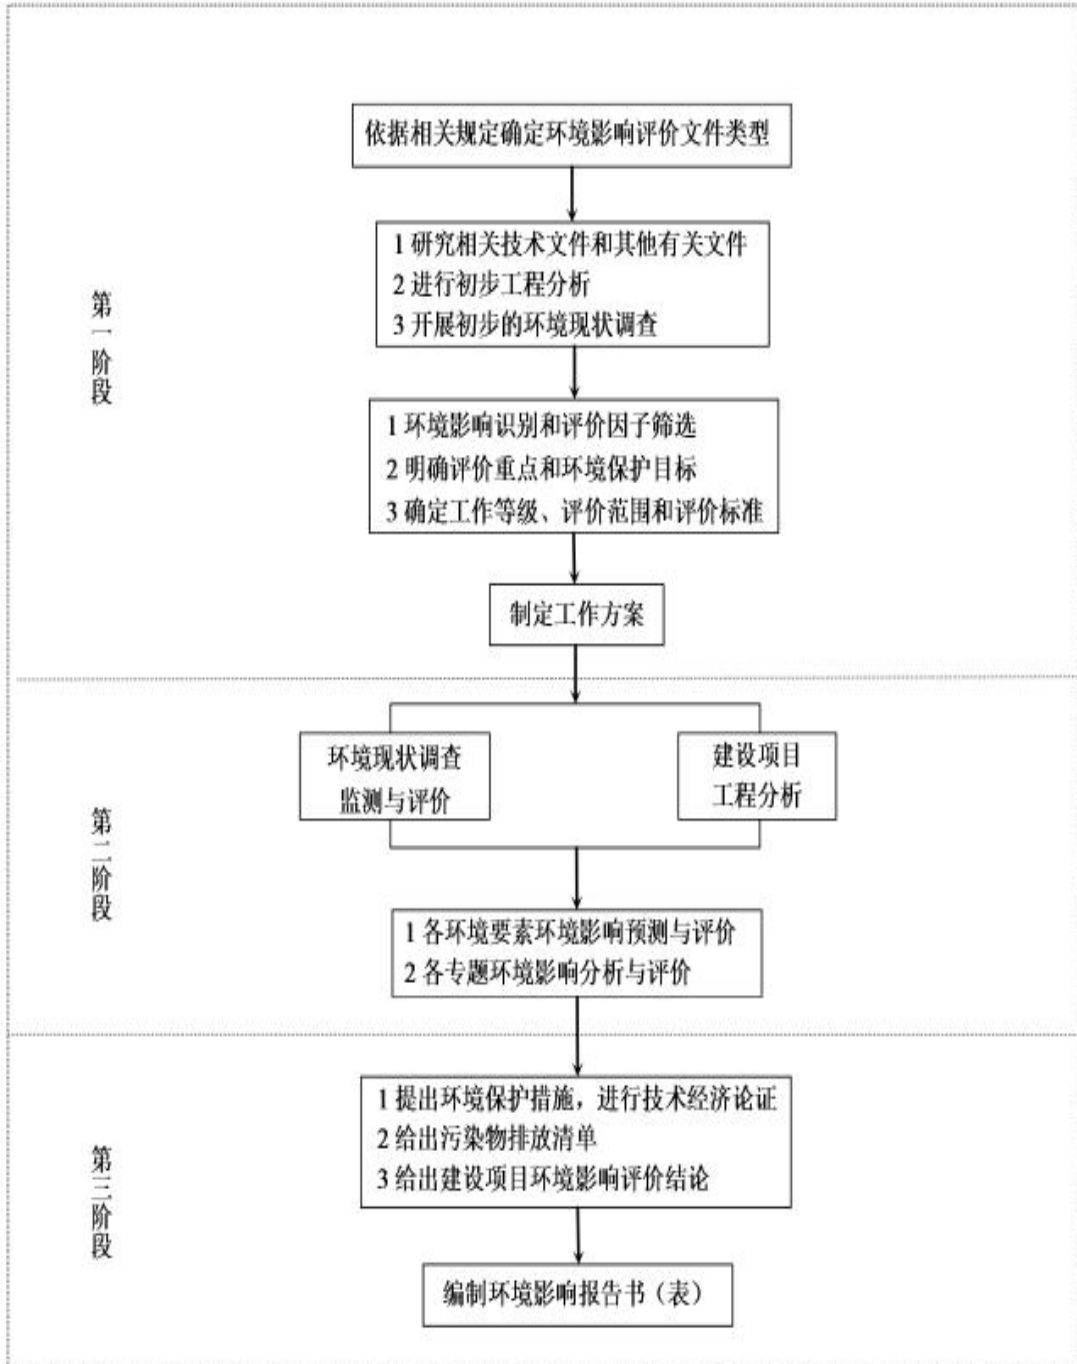 依据相关规定确定环境影响评价文件类型
1 研究相关技术文件和其他有关文件
2 进行初步工程分析
3 开展初步的环境现状调查
第一阶段
1 环境影响识别和评价因子筛选
2 明确评价重点和环境保护目标
3 确定工作等级、评价范围和评价标准
制定工作方案
环境现状调查
监测与评价
建设项目
工程分析
第二阶段
1 各环境要素环境影响预测与评价
2 各专题环境影响分析与评价
1 提出环境保护措施，进行技术经济论证
2 给出污染物排放清单
3 给出建设项目环境影响评价结论
第三阶段
编制环境影响报告书（表）